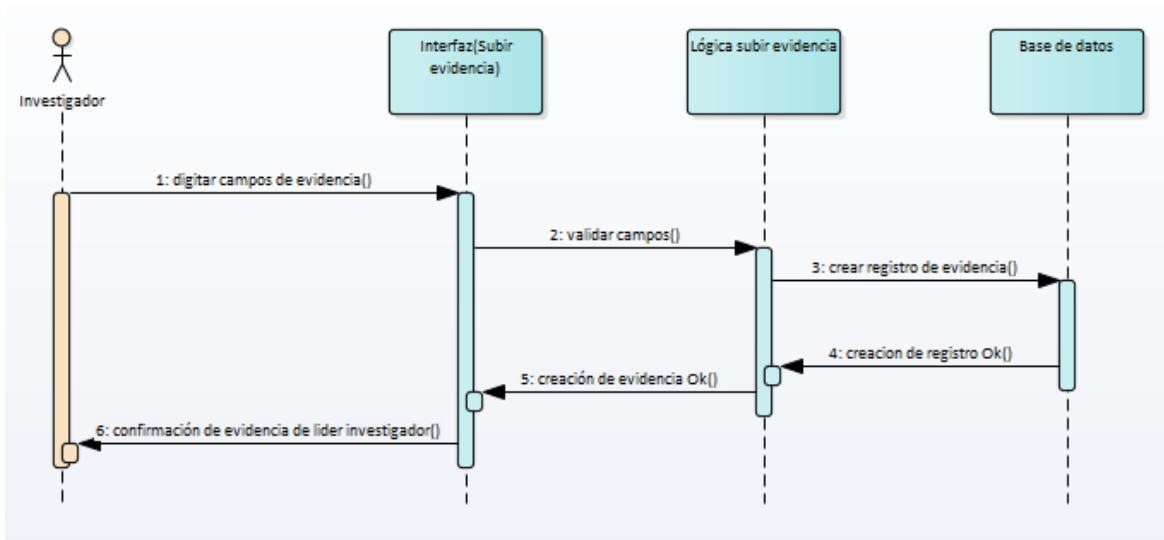 Investigador
Interfaz(Subir
evidencia)
Lógica subir evidencia
Base de datos
1: digitar campos de evidencia()
2: validar campos()
3: crear registro de evidencia()
4: creacion de registro Ok()
5: creación de evidencia Ok()
6: confirmación de evidencia de lider investigador()